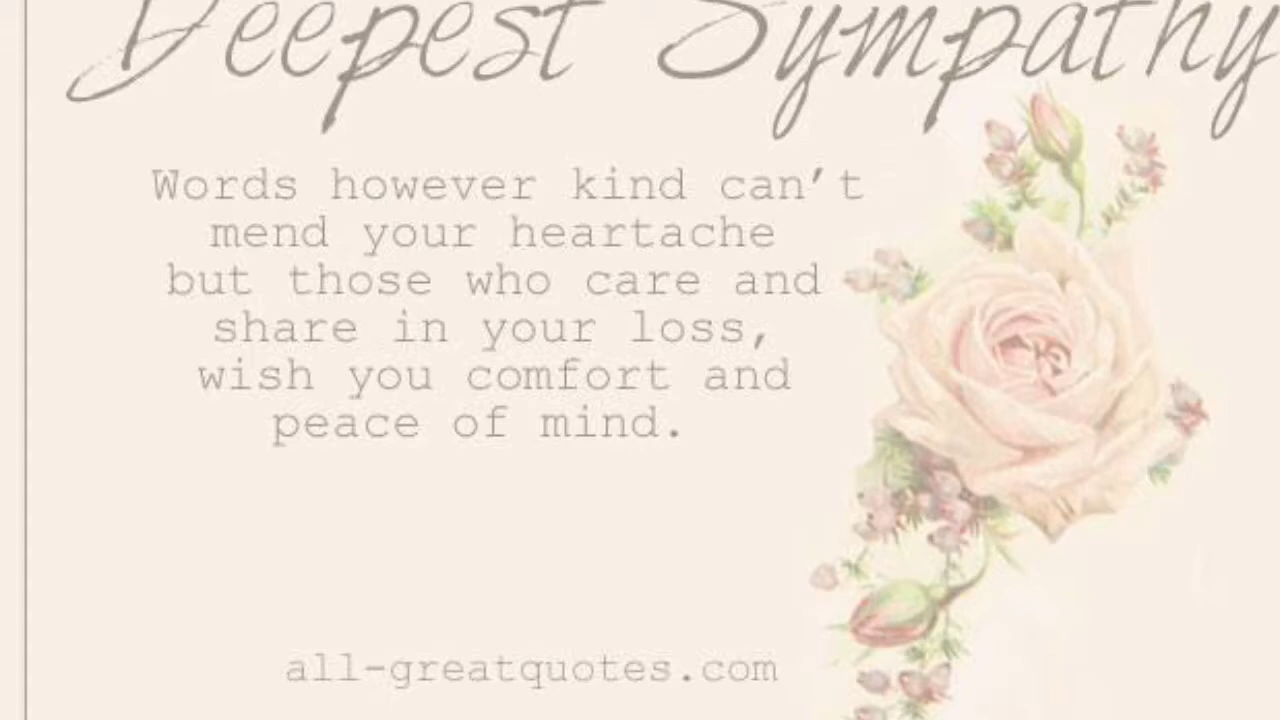 Deepest Sympathy
Words however kind can’t
mend your heartache
but those who care and
share in your loss,
wish you comfort and
peace of mind.
all-greatquotes.com